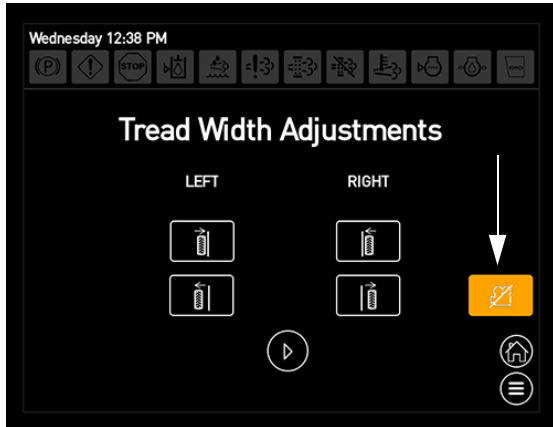 Wednesday 12:38 PM
(P)
STOP
Tread Width Adjustments
LEFT
RIGHT